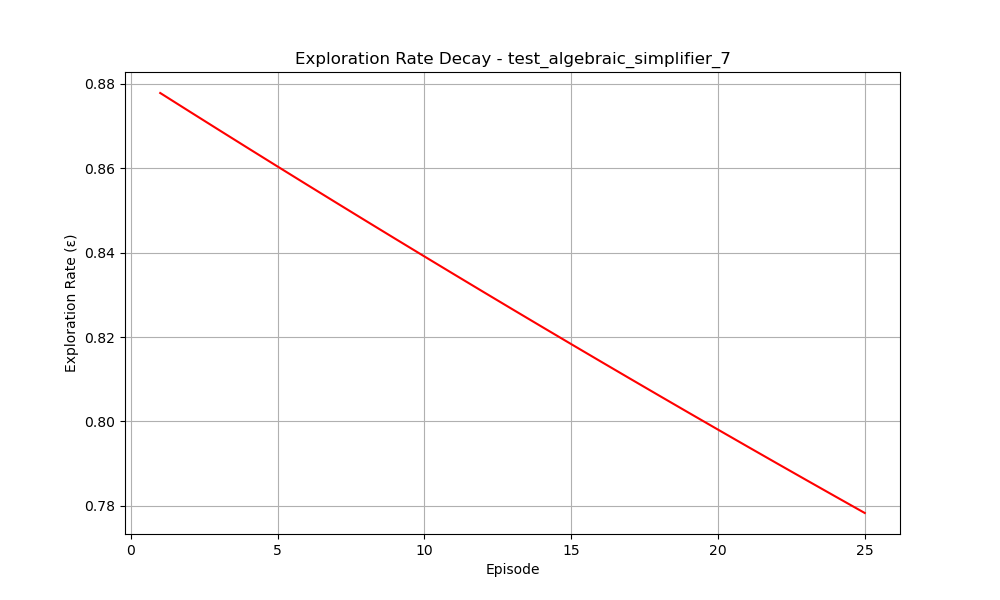 Exploration Rate Decay - test_algebraic_simplifier_7
0.88
0.86
0.84
0.82
0.80
0.78
Exploration Rate (ε)
0 5 10 15 20 25
Episode